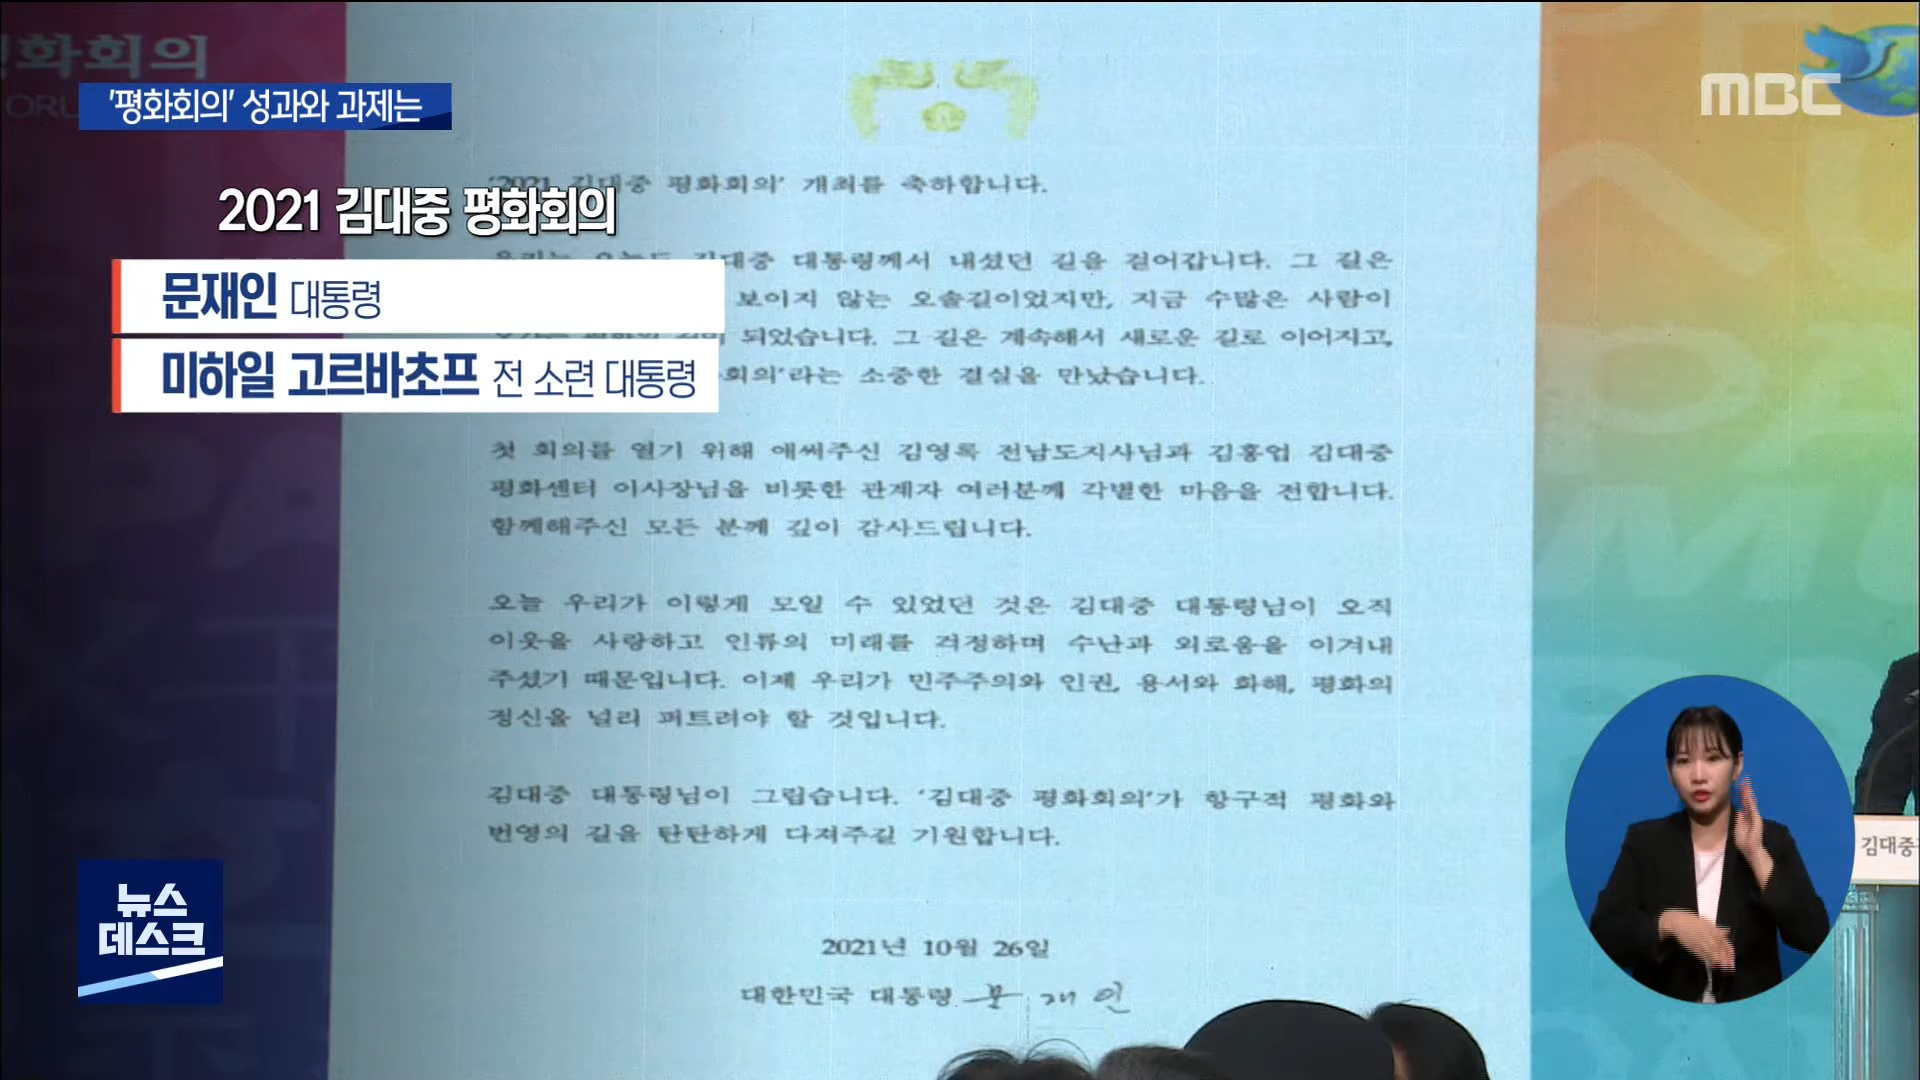 화회의
ORU
'평화회의' 성과와 과제는
MBC
2021 김대중 평화회의
문재인 대통령
미하일 고르바초프 전 소련 대통령
'2021 김대중 평화회의' 개최를 축하합니다.
대중 대통령께서 내셨던 길을 걸어갑니다. 그 길은
보이지 않는 오솔길이었지만, 지금 수많은 사람이
되었습니다. 그 길은 계속해서 새로운 길로 이어지고,
회의'라는 소중한 결실을 만났습니다.
첫 회의를 열기 위해 애써주신 김영록 전남도지사님과 김홍업 김대중
평화센터 이사장님을 비롯한 관계자 여러분께 각별한 마음을 전합니다.
함께해주신 모든 분께 깊이 감사드립니다.
오늘 우리가 이렇게 모일 수 있었던 것은 김대중 대통령님이 오직
이웃을 사랑하고 인류의 미래를 걱정하며 수난과 외로움을 이겨내
주셨기 때문입니다. 이제 우리가 민주주의와 인권, 용서와 화해, 평화의
정신을 널리 퍼트려야 할 것입니다.
김대중 대통령님이 그립습니다. '김대중 평화회의'가 항구적 평화와
번영의 길을 탄탄하게 다져주길 기원합니다.
2021년 10월 26일
대한민국 대통령 문재인
김대중
뉴스
데스크